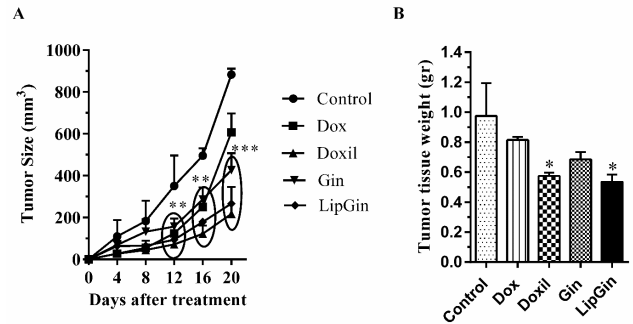 A
Tumor Size (mm³)
1000
800
600
400
200
0
0 4 8 12 16 20
Days after treatment
**
**
***
Control
Dox
Doxil
Gin
LipGin
B
Tumor tissue weight (gr)
1.4
1.2
1.0
0.8
0.6
0.4
0.2
0.0
*
*
Control
Dox
Doxil
Gin
LipGin